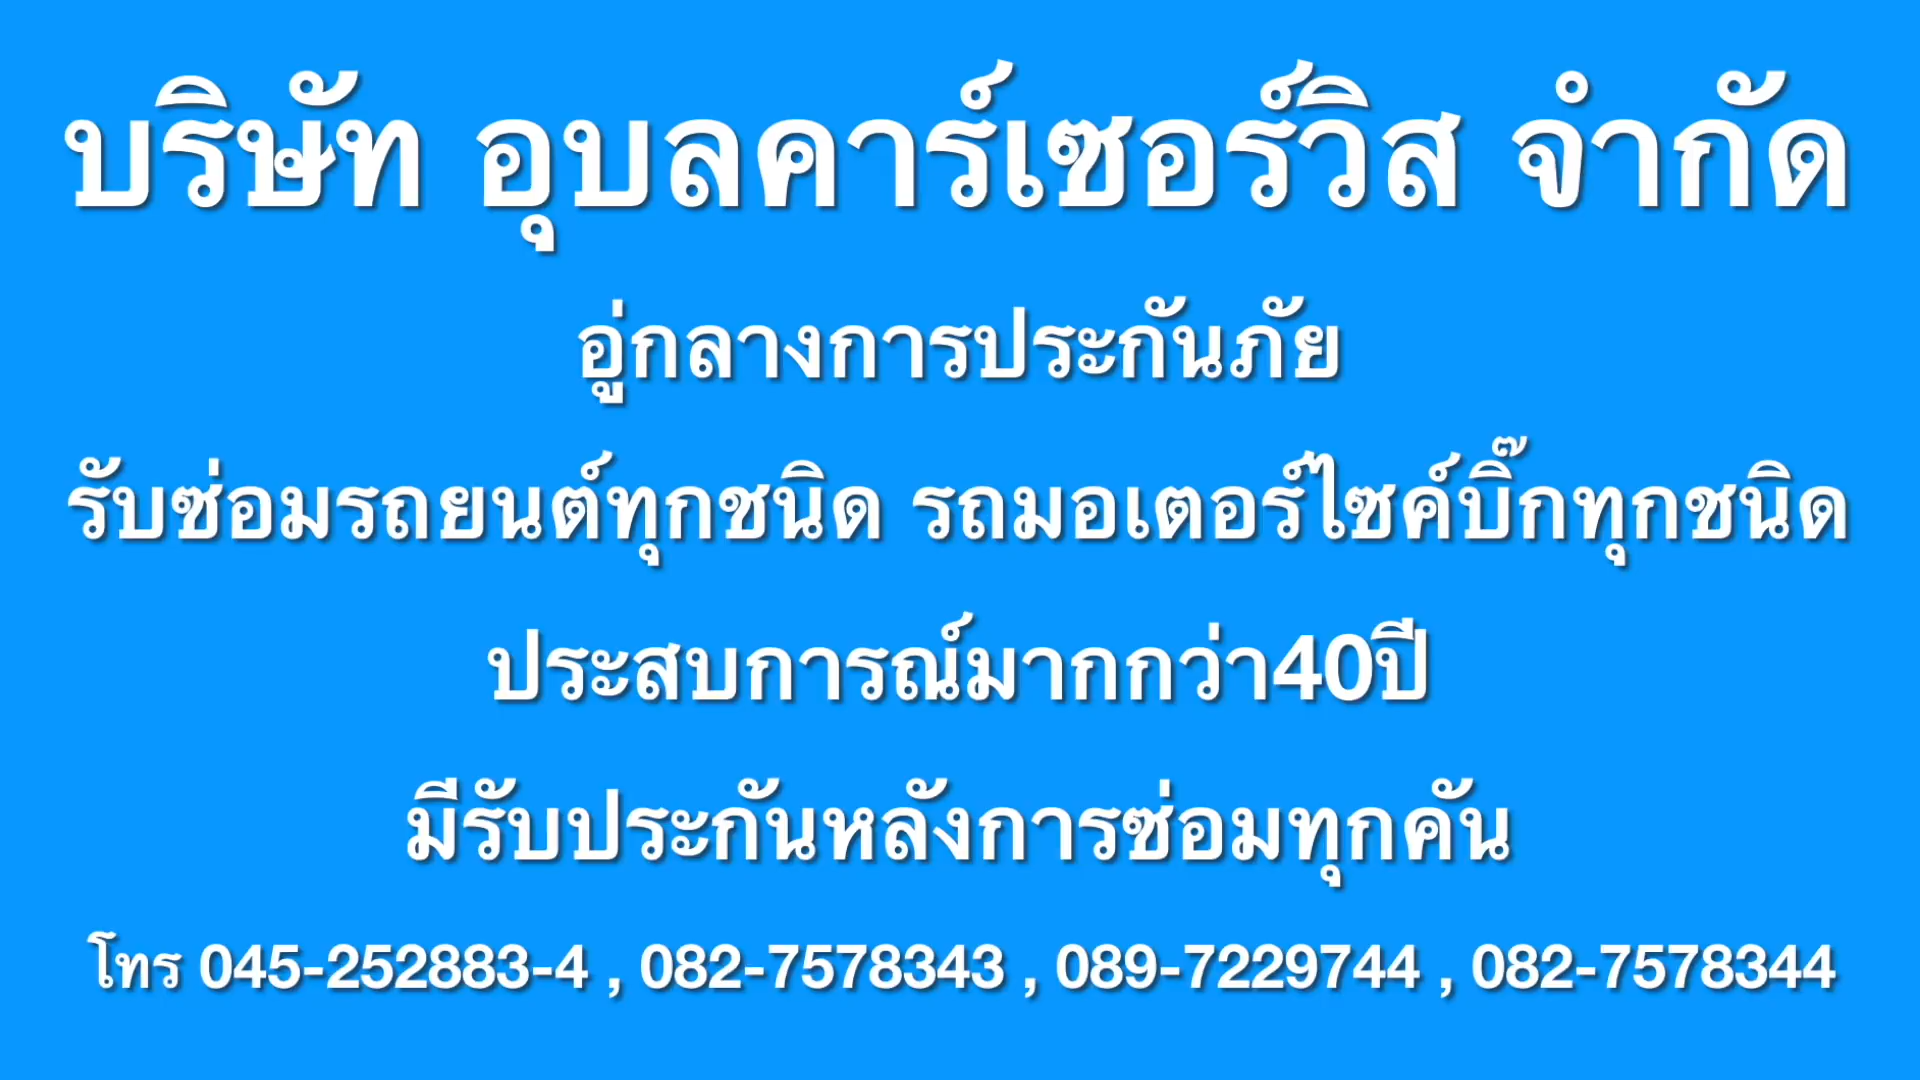 บริษัท อุบลคาร์เซอร์วิส จำกัด
อู่กลางการประกันภัย
รับซ่อมรถยนต์ทุกชนิด รถมอเตอร์ไซค์บิ๊กทุกชนิด
ประสบการณ์มากกว่า40ปี
มีรับประกันหลังการซ่อมทุกคัน
โทร 045-252883-4 , 082-7578343 , 089-7229744 , 082-7578344